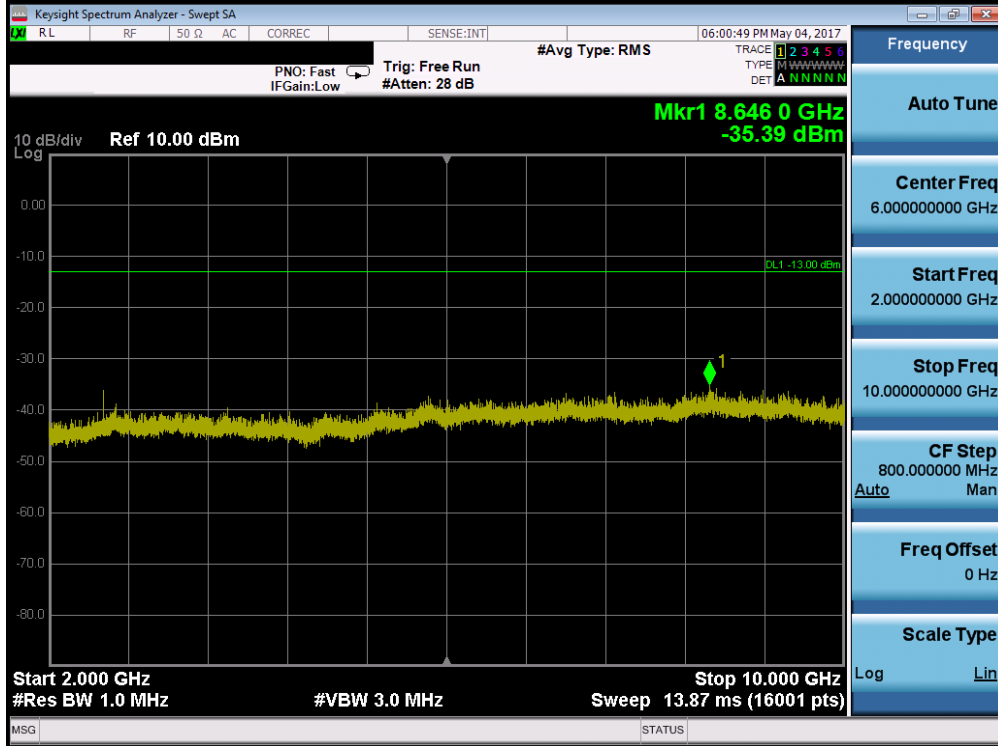 Keysight Spectrum Analyzer - Swept SA
LXI RL RF 50 Ω AC CORREC SENSE:INT 06:00:49 PM May 04, 2017
#Avg Type: RMS TRACE 1 2 3 4 5 6
PNO: Fast Trig: Free Run TYPE M WWWWW
IFGain:Low #Atten: 28 dB DET A N N N N N
Mkr1 8.646 0 GHz
-35.39 dBm
10 dB/div Ref 10.00 dBm
Log
0.00
-10.0
DL1 -13.00 dBm
-20.0
-30.0
1
-40.0
-50.0
-60.0
-70.0
-80.0
Start 2.000 GHz Stop 10.000 GHz
#Res BW 1.0 MHz #VBW 3.0 MHz Sweep 13.87 ms (16001 pts)
MSG STATUS
Frequency
Auto Tune
Center Freq
6.000000000 GHz
Start Freq
2.000000000 GHz
Stop Freq
10.000000000 GHz
CF Step
800.000000 MHz
Auto Man
Freq Offset
0 Hz
Scale Type
Log Lin